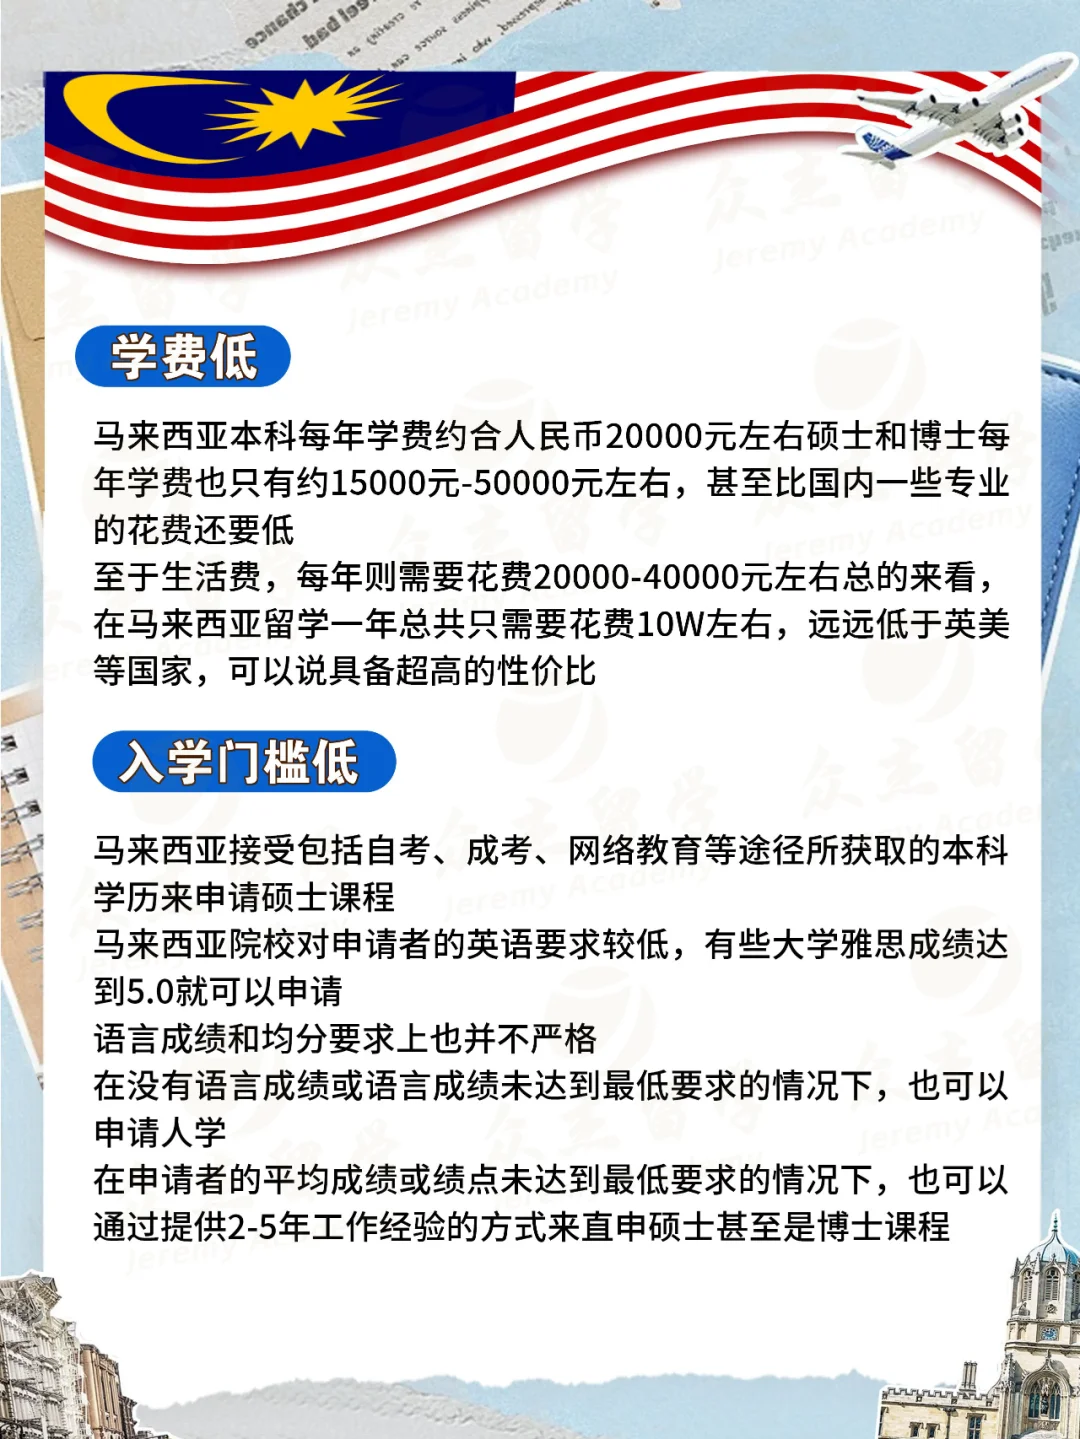 学费低
马来西亚本科每年学费约合人民币20000元左右硕士和博士每
年学费也只有约15000元-50000元左右，甚至比国内一些专业
的花费还要低
至于生活费，每年则需要花费20000-40000元左右总的来看，
在马来西亚留学一年总共只需要花费10W左右，远远低于英美
等国家，可以说具备超高的性价比
入学门槛低
马来西亚接受包括自考、成考、网络教育等途径所获取的本科
学历来申请硕士课程
马来西亚院校对申请者的英语要求较低，有些大学雅思成绩达
到5.0就可以申请
语言成绩和均分要求上也并不严格
在没有语言成绩或语言成绩未达到最低要求的情况下，也可以
申请人学
在申请者的平均成绩或绩点未达到最低要求的情况下，也可以
通过提供2-5年工作经验的方式来直申硕士甚至是博士课程
众杰留学
Jeremy Academy